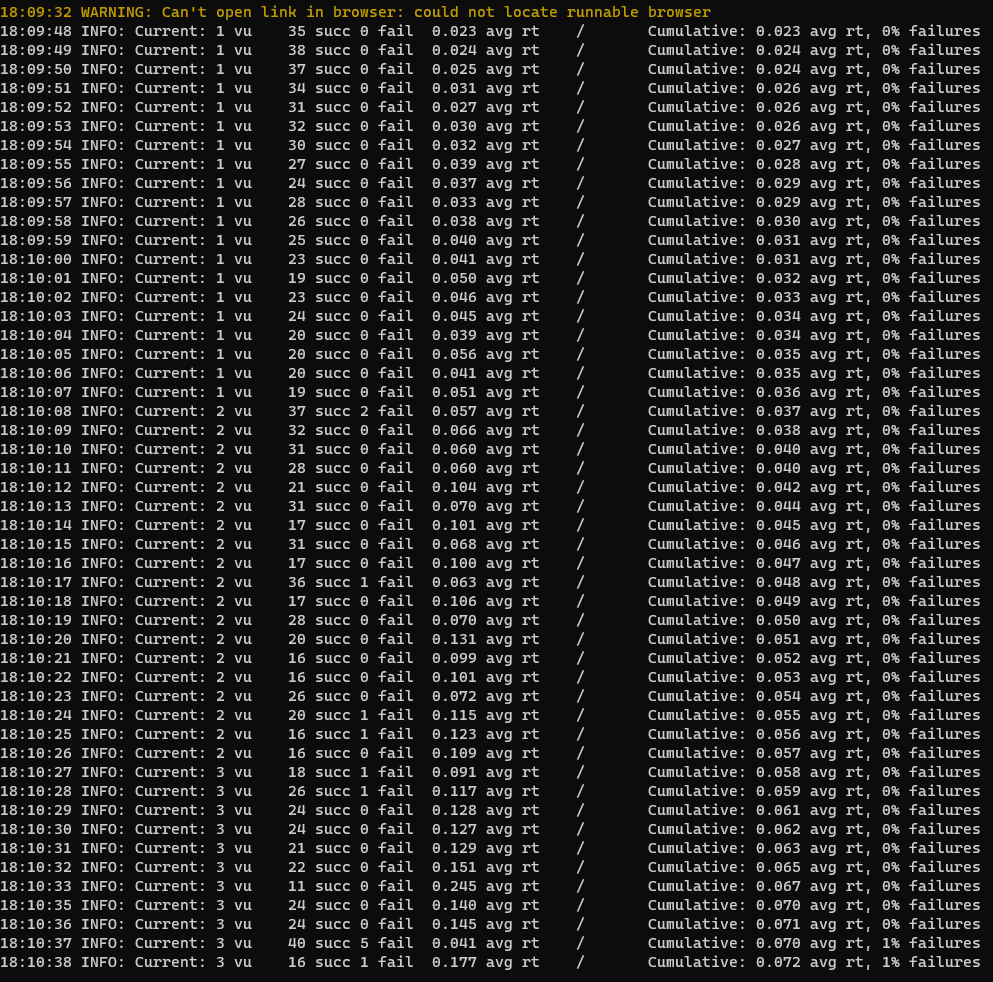 18:09:32 WARNING: Can't open link in browser: could not locate runnable browser
18:09:48 INFO: Current: 1 vu    35 succ 0 fail  0.023 avg rt    /       Cumulative: 0.023 avg rt, 0% failures
18:09:49 INFO: Current: 1 vu    38 succ 0 fail  0.024 avg rt    /       Cumulative: 0.024 avg rt, 0% failures
18:09:50 INFO: Current: 1 vu    37 succ 0 fail  0.025 avg rt    /       Cumulative: 0.024 avg rt, 0% failures
18:09:51 INFO: Current: 1 vu    34 succ 0 fail  0.031 avg rt    /       Cumulative: 0.026 avg rt, 0% failures
18:09:52 INFO: Current: 1 vu    31 succ 0 fail  0.027 avg rt    /       Cumulative: 0.026 avg rt, 0% failures
18:09:53 INFO: Current: 1 vu    32 succ 0 fail  0.030 avg rt    /       Cumulative: 0.026 avg rt, 0% failures
18:09:54 INFO: Current: 1 vu    30 succ 0 fail  0.032 avg rt    /       Cumulative: 0.027 avg rt, 0% failures
18:09:55 INFO: Current: 1 vu    27 succ 0 fail  0.039 avg rt    /       Cumulative: 0.028 avg rt, 0% failures
18:09:56 INFO: Current: 1 vu    24 succ 0 fail  0.037 avg rt    /       Cumulative: 0.029 avg rt, 0% failures
18:09:57 INFO: Current: 1 vu    28 succ 0 fail  0.033 avg rt    /       Cumulative: 0.029 avg rt, 0% failures
18:09:58 INFO: Current: 1 vu    26 succ 0 fail  0.038 avg rt    /       Cumulative: 0.030 avg rt, 0% failures
18:09:59 INFO: Current: 1 vu    25 succ 0 fail  0.040 avg rt    /       Cumulative: 0.031 avg rt, 0% failures
18:10:00 INFO: Current: 1 vu    23 succ 0 fail  0.041 avg rt    /       Cumulative: 0.031 avg rt, 0% failures
18:10:01 INFO: Current: 1 vu    19 succ 0 fail  0.050 avg rt    /       Cumulative: 0.032 avg rt, 0% failures
18:10:02 INFO: Current: 1 vu    23 succ 0 fail  0.046 avg rt    /       Cumulative: 0.033 avg rt, 0% failures
18:10:03 INFO: Current: 1 vu    24 succ 0 fail  0.045 avg rt    /       Cumulative: 0.034 avg rt, 0% failures
18:10:04 INFO: Current: 1 vu    20 succ 0 fail  0.039 avg rt    /       Cumulative: 0.034 avg rt, 0% failures
18:10:05 INFO: Current: 1 vu    20 succ 0 fail  0.056 avg rt    /       Cumulative: 0.035 avg rt, 0% failures
18:10:06 INFO: Current: 1 vu    20 succ 0 fail  0.041 avg rt    /       Cumulative: 0.035 avg rt, 0% failures
18:10:07 INFO: Current: 1 vu    19 succ 0 fail  0.051 avg rt    /       Cumulative: 0.036 avg rt, 0% failures
18:10:08 INFO: Current: 2 vu    37 succ 2 fail  0.057 avg rt    /       Cumulative: 0.037 avg rt, 0% failures
18:10:09 INFO: Current: 2 vu    32 succ 0 fail  0.066 avg rt    /       Cumulative: 0.038 avg rt, 0% failures
18:10:10 INFO: Current: 2 vu    31 succ 0 fail  0.060 avg rt    /       Cumulative: 0.040 avg rt, 0% failures
18:10:11 INFO: Current: 2 vu    28 succ 0 fail  0.060 avg rt    /       Cumulative: 0.040 avg rt, 0% failures
18:10:12 INFO: Current: 2 vu    21 succ 0 fail  0.104 avg rt    /       Cumulative: 0.042 avg rt, 0% failures
18:10:13 INFO: Current: 2 vu    31 succ 0 fail  0.070 avg rt    /       Cumulative: 0.044 avg rt, 0% failures
18:10:14 INFO: Current: 2 vu    17 succ 0 fail  0.101 avg rt    /       Cumulative: 0.045 avg rt, 0% failures
18:10:15 INFO: Current: 2 vu    31 succ 0 fail  0.068 avg rt    /       Cumulative: 0.046 avg rt, 0% failures
18:10:16 INFO: Current: 2 vu    17 succ 0 fail  0.100 avg rt    /       Cumulative: 0.047 avg rt, 0% failures
18:10:17 INFO: Current: 2 vu    36 succ 1 fail  0.063 avg rt    /       Cumulative: 0.048 avg rt, 0% failures
18:10:18 INFO: Current: 2 vu    17 succ 0 fail  0.106 avg rt    /       Cumulative: 0.049 avg rt, 0% failures
18:10:19 INFO: Current: 2 vu    28 succ 0 fail  0.070 avg rt    /       Cumulative: 0.050 avg rt, 0% failures
18:10:20 INFO: Current: 2 vu    20 succ 0 fail  0.131 avg rt    /       Cumulative: 0.051 avg rt, 0% failures
18:10:21 INFO: Current: 2 vu    16 succ 0 fail  0.099 avg rt    /       Cumulative: 0.052 avg rt, 0% failures
18:10:22 INFO: Current: 2 vu    16 succ 0 fail  0.101 avg rt    /       Cumulative: 0.053 avg rt, 0% failures
18:10:23 INFO: Current: 2 vu    26 succ 0 fail  0.072 avg rt    /       Cumulative: 0.054 avg rt, 0% failures
18:10:24 INFO: Current: 2 vu    20 succ 1 fail  0.115 avg rt    /       Cumulative: 0.055 avg rt, 0% failures
18:10:25 INFO: Current: 2 vu    16 succ 1 fail  0.123 avg rt    /       Cumulative: 0.056 avg rt, 0% failures
18:10:26 INFO: Current: 2 vu    16 succ 0 fail  0.109 avg rt    /       Cumulative: 0.057 avg rt, 0% failures
18:10:27 INFO: Current: 3 vu    18 succ 1 fail  0.091 avg rt    /       Cumulative: 0.058 avg rt, 0% failures
18:10:28 INFO: Current: 3 vu    26 succ 1 fail  0.117 avg rt    /       Cumulative: 0.059 avg rt, 0% failures
18:10:29 INFO: Current: 3 vu    24 succ 0 fail  0.128 avg rt    /       Cumulative: 0.061 avg rt, 0% failures
18:10:30 INFO: Current: 3 vu    24 succ 0 fail  0.127 avg rt    /       Cumulative: 0.062 avg rt, 0% failures
18:10:31 INFO: Current: 3 vu    21 succ 0 fail  0.129 avg rt    /       Cumulative: 0.063 avg rt, 0% failures
18:10:32 INFO: Current: 3 vu    22 succ 0 fail  0.151 avg rt    /       Cumulative: 0.065 avg rt, 0% failures
18:10:33 INFO: Current: 3 vu    11 succ 0 fail  0.245 avg rt    /       Cumulative: 0.067 avg rt, 0% failures
18:10:35 INFO: Current: 3 vu    24 succ 0 fail  0.140 avg rt    /       Cumulative: 0.070 avg rt, 0% failures
18:10:36 INFO: Current: 3 vu    24 succ 0 fail  0.145 avg rt    /       Cumulative: 0.071 avg rt, 0% failures
18:10:37 INFO: Current: 3 vu    40 succ 5 fail  0.041 avg rt    /       Cumulative: 0.070 avg rt, 1% failures
18:10:38 INFO: Current: 3 vu    16 succ 1 fail  0.177 avg rt    /       Cumulative: 0.072 avg rt, 1% failures